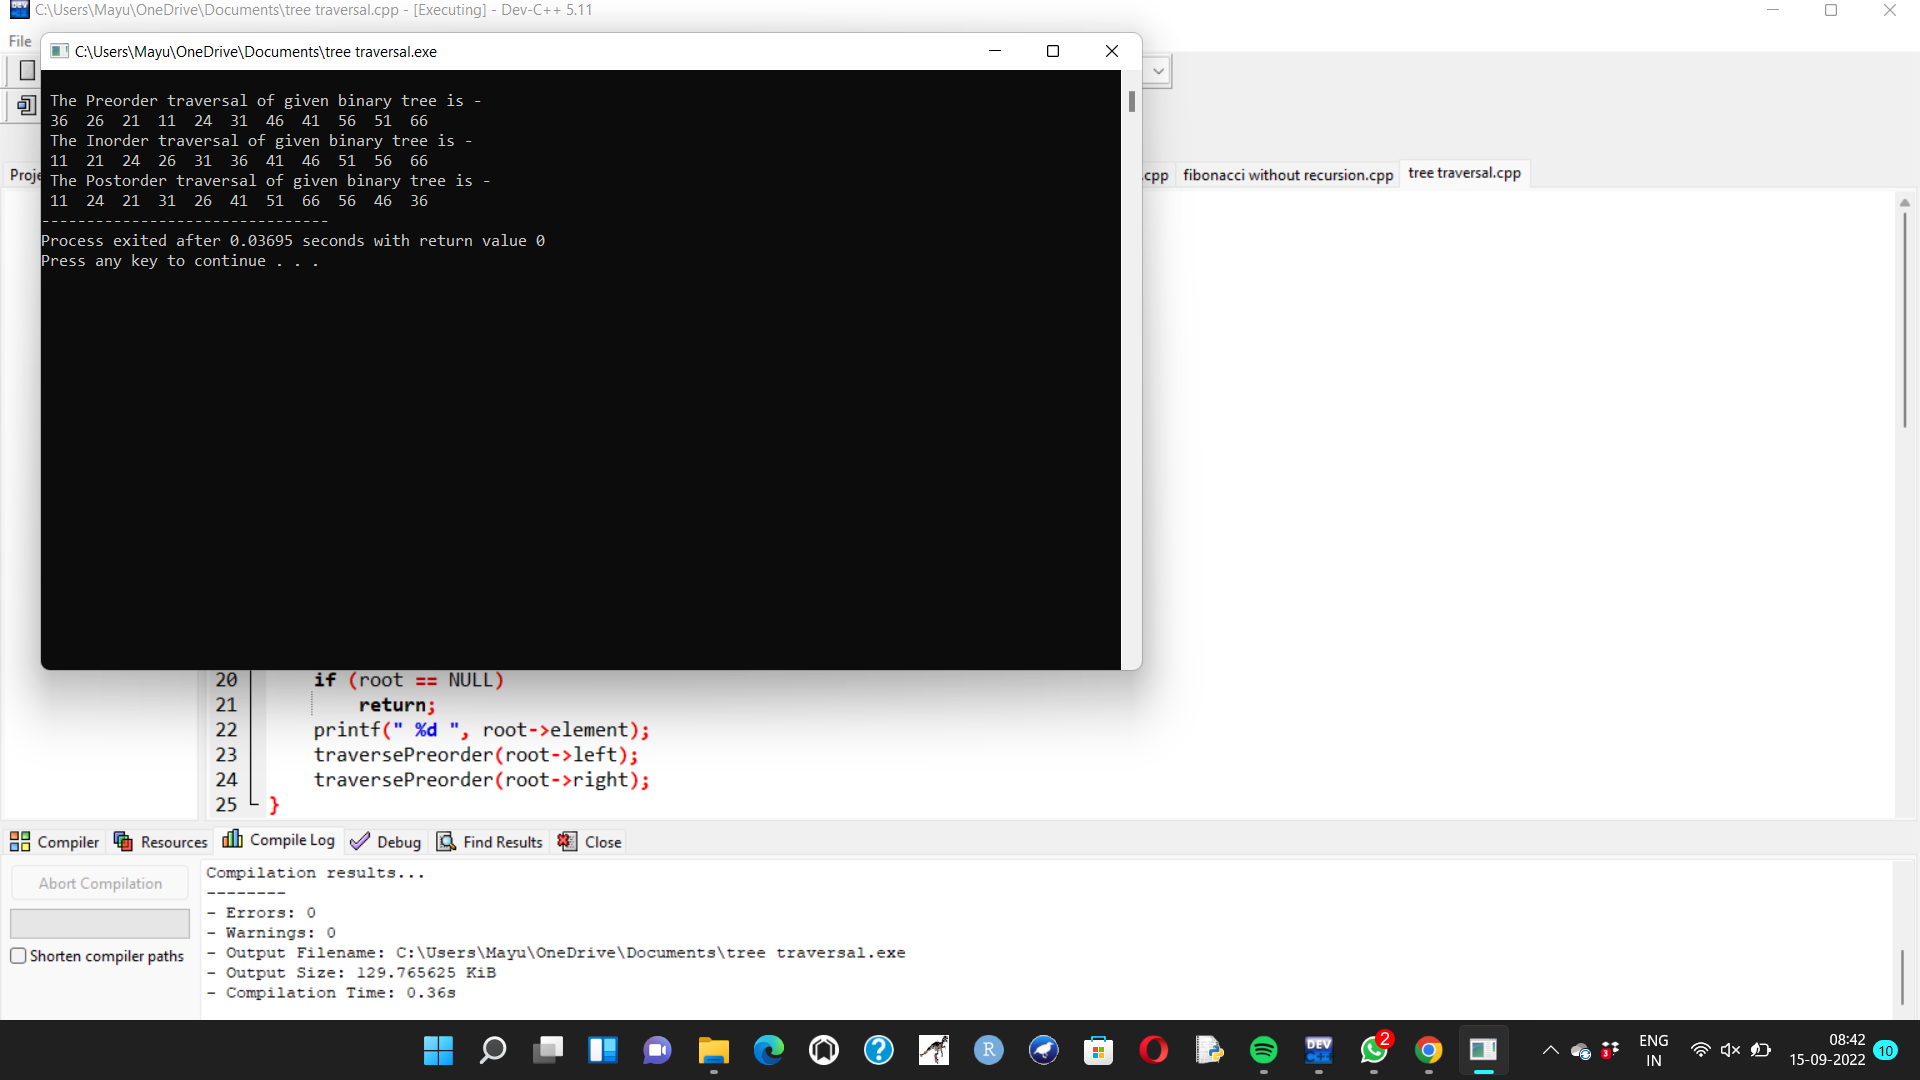 C:\Users\Mayu\OneDrive\Documents\tree traversal.cpp - [Executing] - Dev-C++ 5.11
File
C:\Users\Mayu\OneDrive\Documents\tree traversal.exe
The Preorder traversal of given binary tree is -
36 26 21 11 24 31 46 41 56 51 66
The Inorder traversal of given binary tree is -
11 21 24 26 31 36 41 46 51 56 66
The Postorder traversal of given binary tree is -
11 24 21 31 26 41 51 66 56 46 36
--------------------------------
Process exited after 0.03695 seconds with return value 0
Press any key to continue . . .
Proje
.cpp fibonacci without recursion.cpp tree traversal.cpp
20 if (root == NULL)
21 return;
22 printf(" %d ", root->element);
23 traversePreorder(root->left);
24 traversePreorder(root->right);
25 }
Compiler Resources Compile Log Debug Find Results Close
Abort Compilation
Shorten compiler paths
Compilation results...
--------
- Errors: 0
- Warnings: 0
- Output Filename: C:\Users\Mayu\OneDrive\Documents\tree traversal.exe
- Output Size: 129.765625 KiB
- Compilation Time: 0.36s
R
DEV
C++
2
3
ENG
IN
08:42
15-09-2022
10